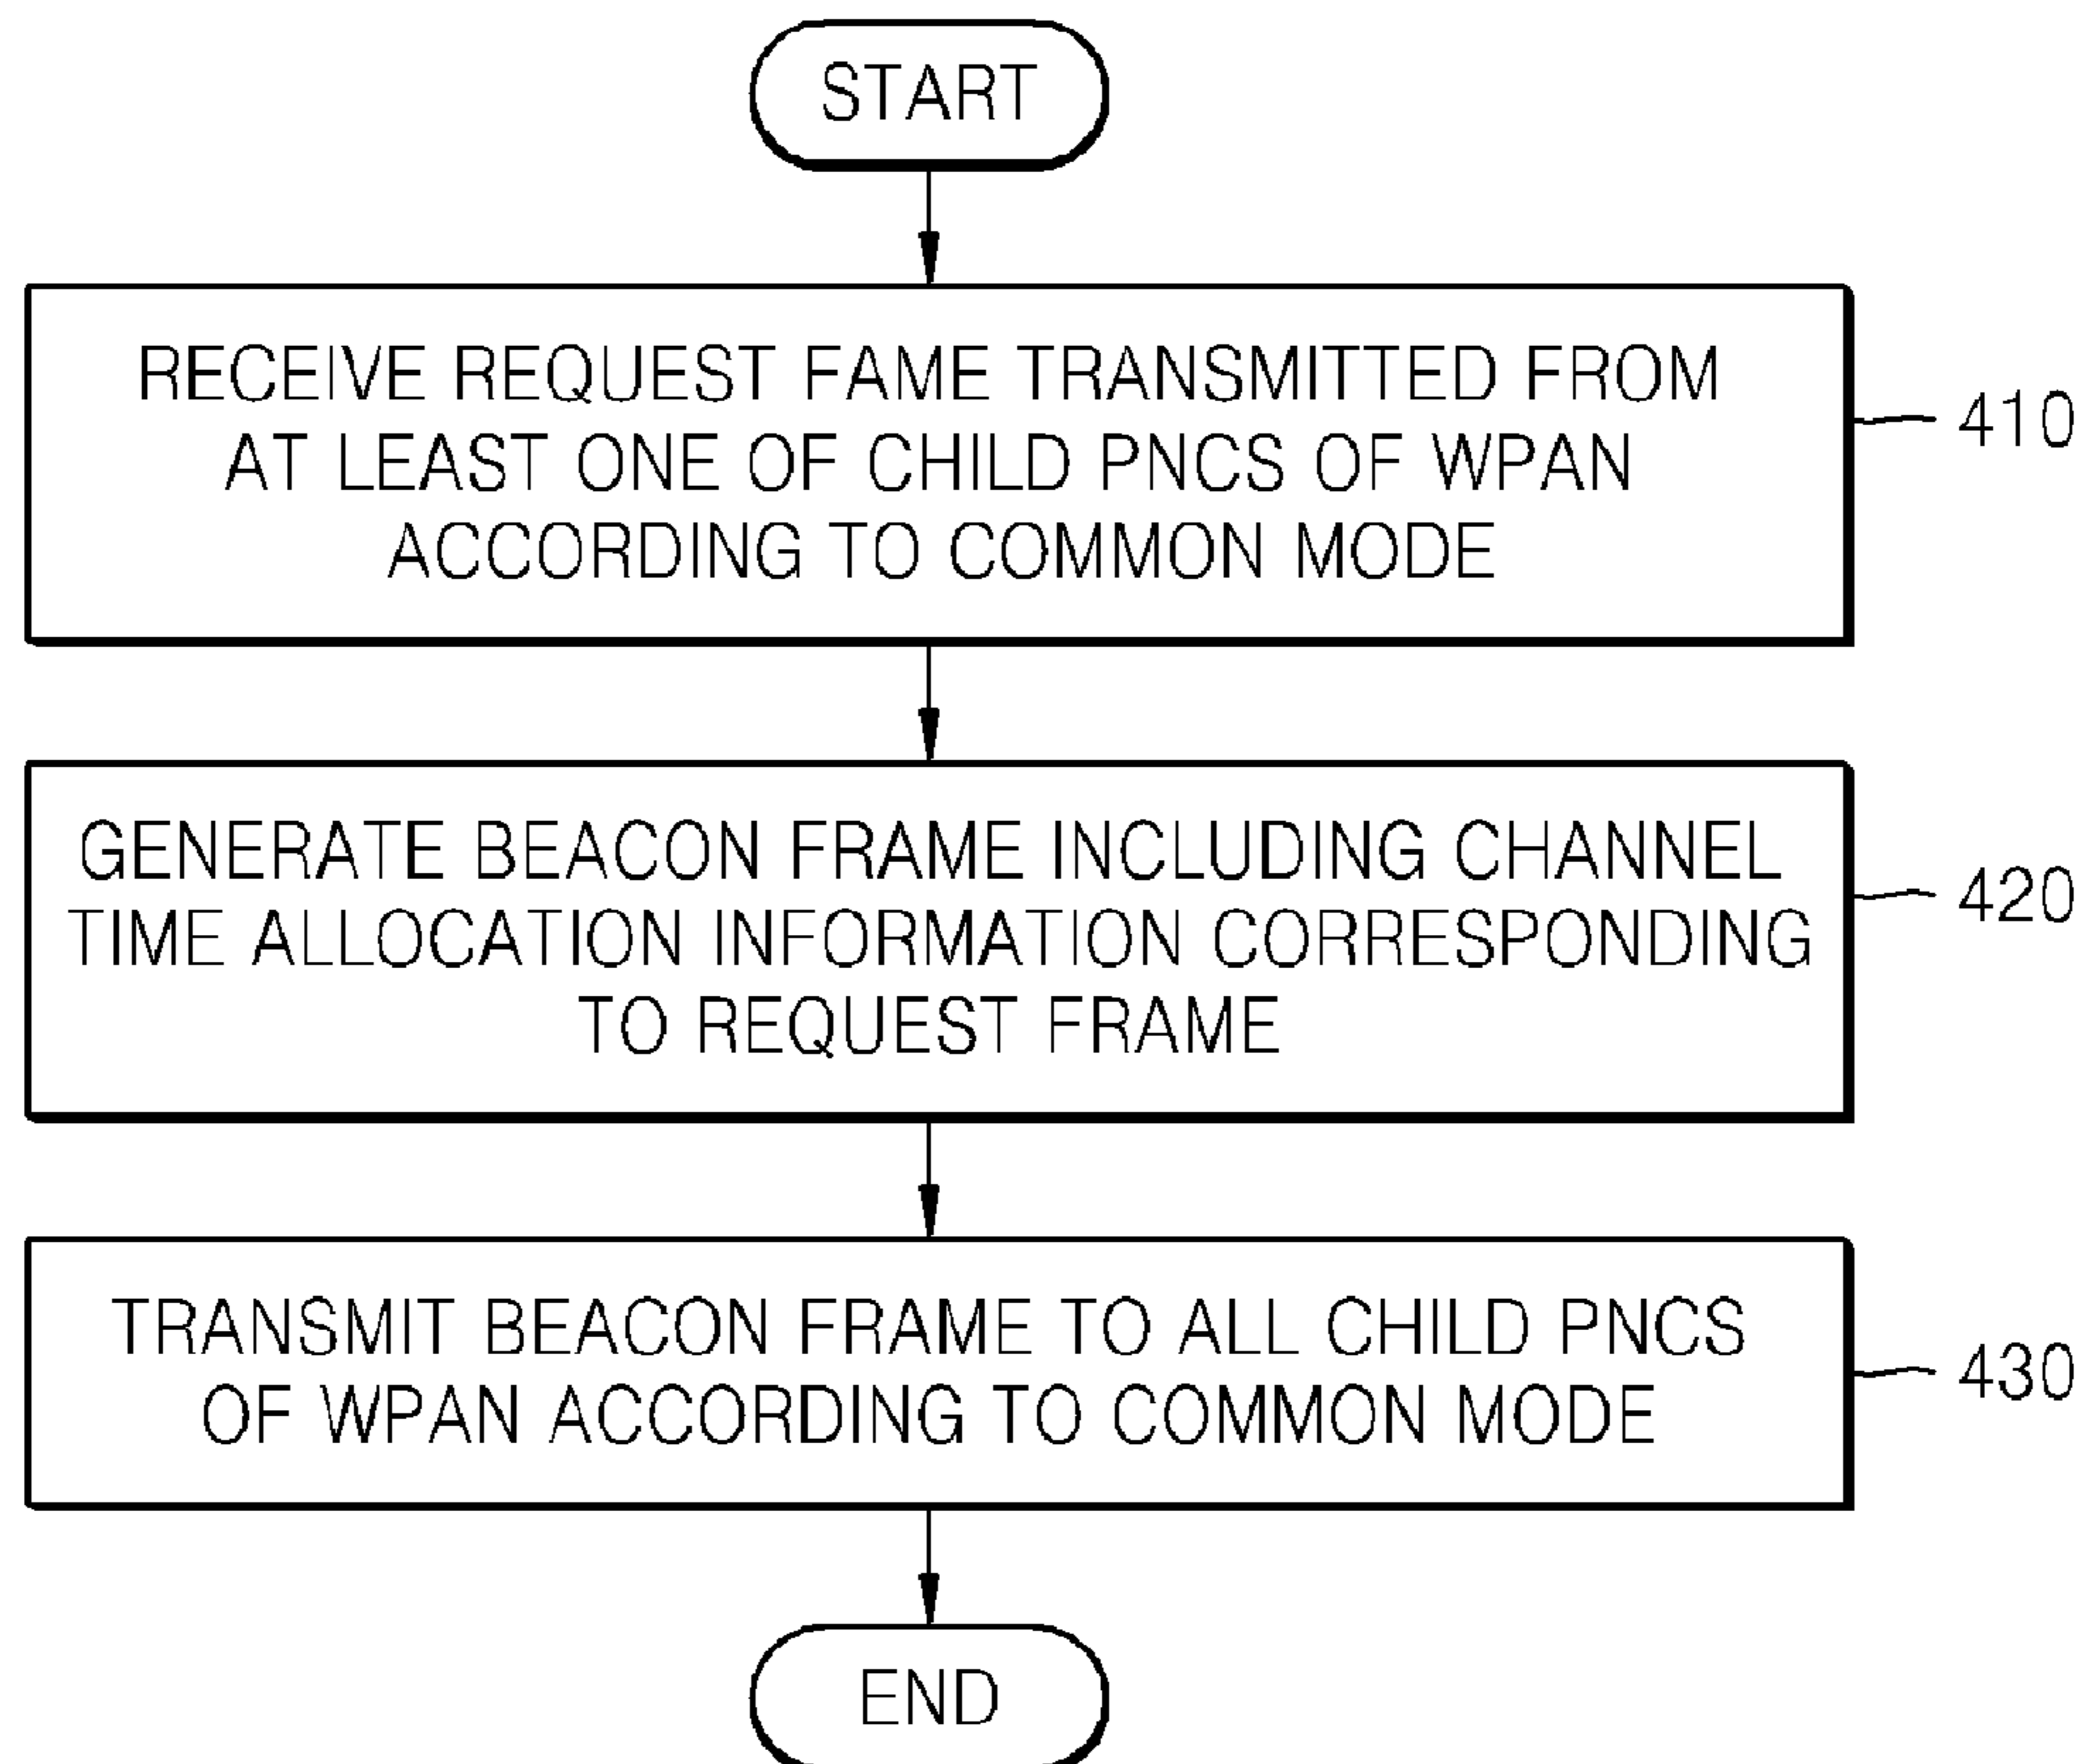 START
RECEIVE REQUEST FAME TRANSMITTED FROM
AT LEAST ONE OF CHILD PNCS OF WPAN
ACCORDING TO COMMON MODE
410
GENERATE BEACON FRAME INCLUDING CHANNEL
TIME ALLOCATION INFORMATION CORRESPONDING
TO REQUEST FRAME
420
TRANSMIT BEACON FRAME TO ALL CHILD PNCS
OF WPAN ACCORDING TO COMMON MODE
430
END